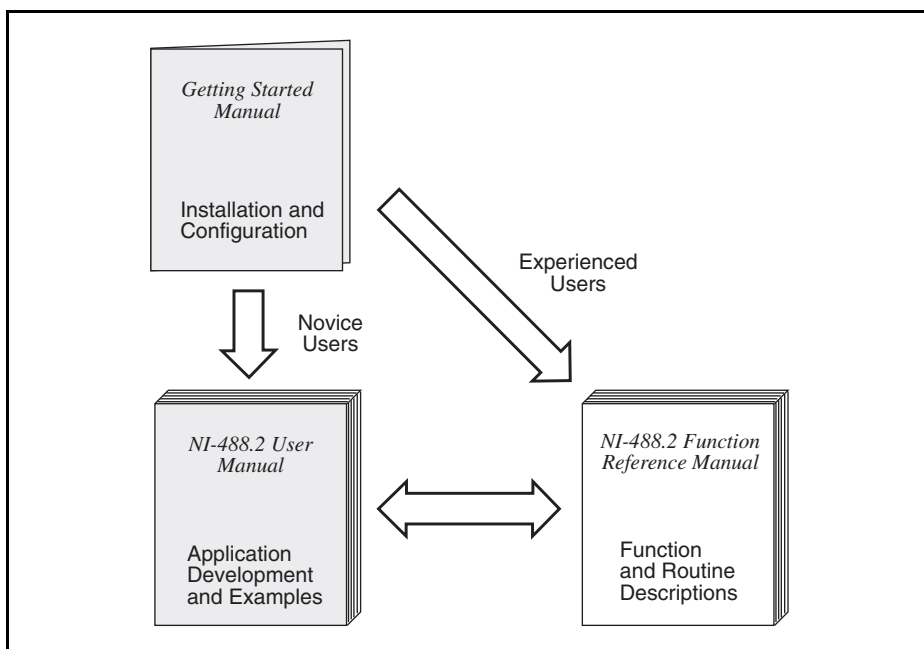 Getting Started
Manual
Installation and
Configuration
Experienced
Users
Novice
Users
NI-488.2 User
Manual
Application
Development
and Examples
NI-488.2 Function
Reference Manual
Function
and Routine
Descriptions